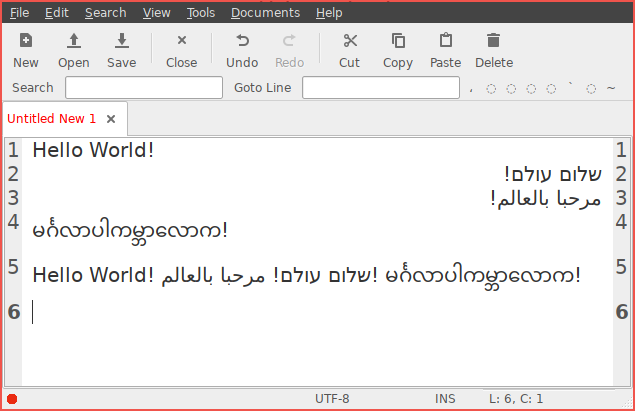 File Edit Search View Tools Documents Help
New Open Save Close Undo Redo Cut Copy Paste Delete
Search Goto Line ، ◌ ◌ ◌ ◌ ` ◌ ~
Untitled New 1 ×
1 Hello World! 1
2 שלום עולם! 2
3 مرحبا بالعالم! 3
4 မင်္ဂလာပါကမ္ဘာလောက! 4
5 Hello World! مرحبا بالعالم! שלום עולם! မင်္ဂလာပါကမ္ဘာလောက! 5
6 6
UTF-8 INS L: 6, C: 1